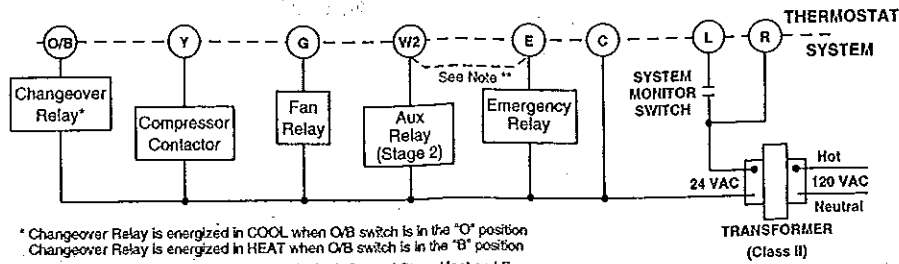 THERMOSTAT
O/B Y G W/2 E C L R
SYSTEM
See Note **
SYSTEM
MONITOR
SWITCH
Changeover
Relay*
Compressor
Contactor
Fan
Relay
Aux
Relay
(Stage 2)
Emergency
Relay
24 VAC
Hot
120 VAC
Neutral
TRANSFORMER
(Class II)
* Changeover Relay is energized in COOL when O/B switch is in the "O" position
Changeover Relay is energized in HEAT when O/B switch is in the "B" position